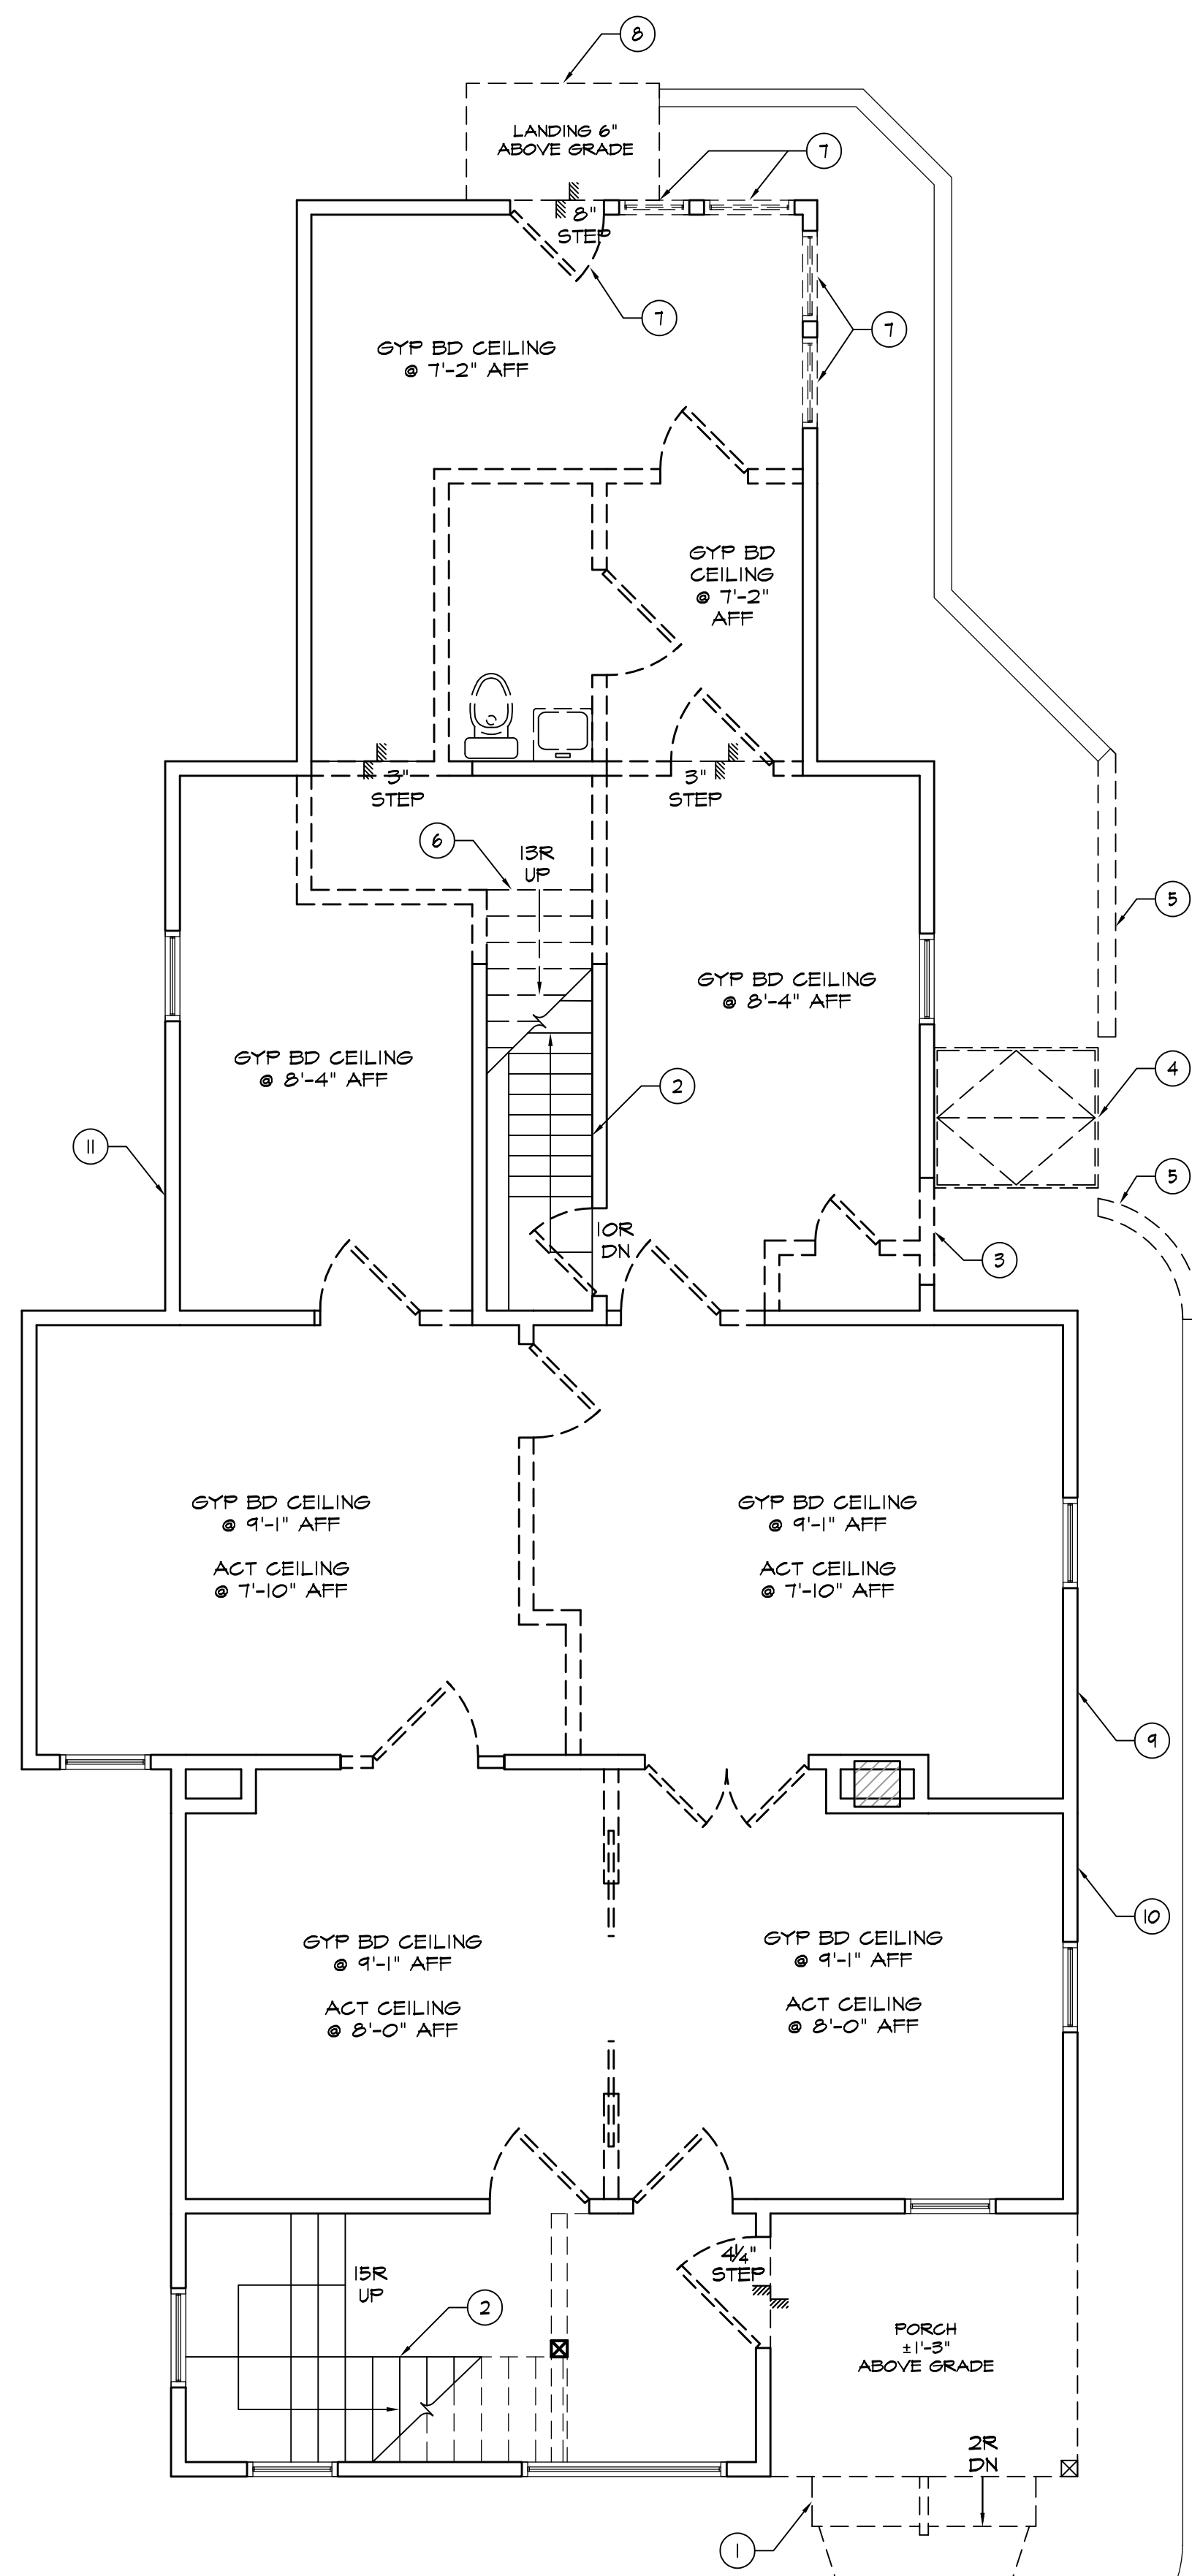 8
LANDING 6"
ABOVE GRADE
7
8"
STEP
7
7
GYP BD CEILING
@ 7'-2" AFF
GYP BD
CEILING
@ 7'-2"
AFF
3"
STEP
3"
STEP
6
13R
UP
5
GYP BD CEILING
@ 8'-4" AFF
GYP BD CEILING
@ 8'-4" AFF
4
2
11
5
10R
DN
3
GYP BD CEILING
@ 9'-1" AFF
ACT CEILING
@ 7'-10" AFF
GYP BD CEILING
@ 9'-1" AFF
ACT CEILING
@ 7'-10" AFF
9
10
GYP BD CEILING
@ 9'-1" AFF
ACT CEILING
@ 8'-0" AFF
GYP BD CEILING
@ 9'-1" AFF
ACT CEILING
@ 8'-0" AFF
4¼"
STEP
15R
UP
2
PORCH
±1'-3"
ABOVE GRADE
2R
DN
1